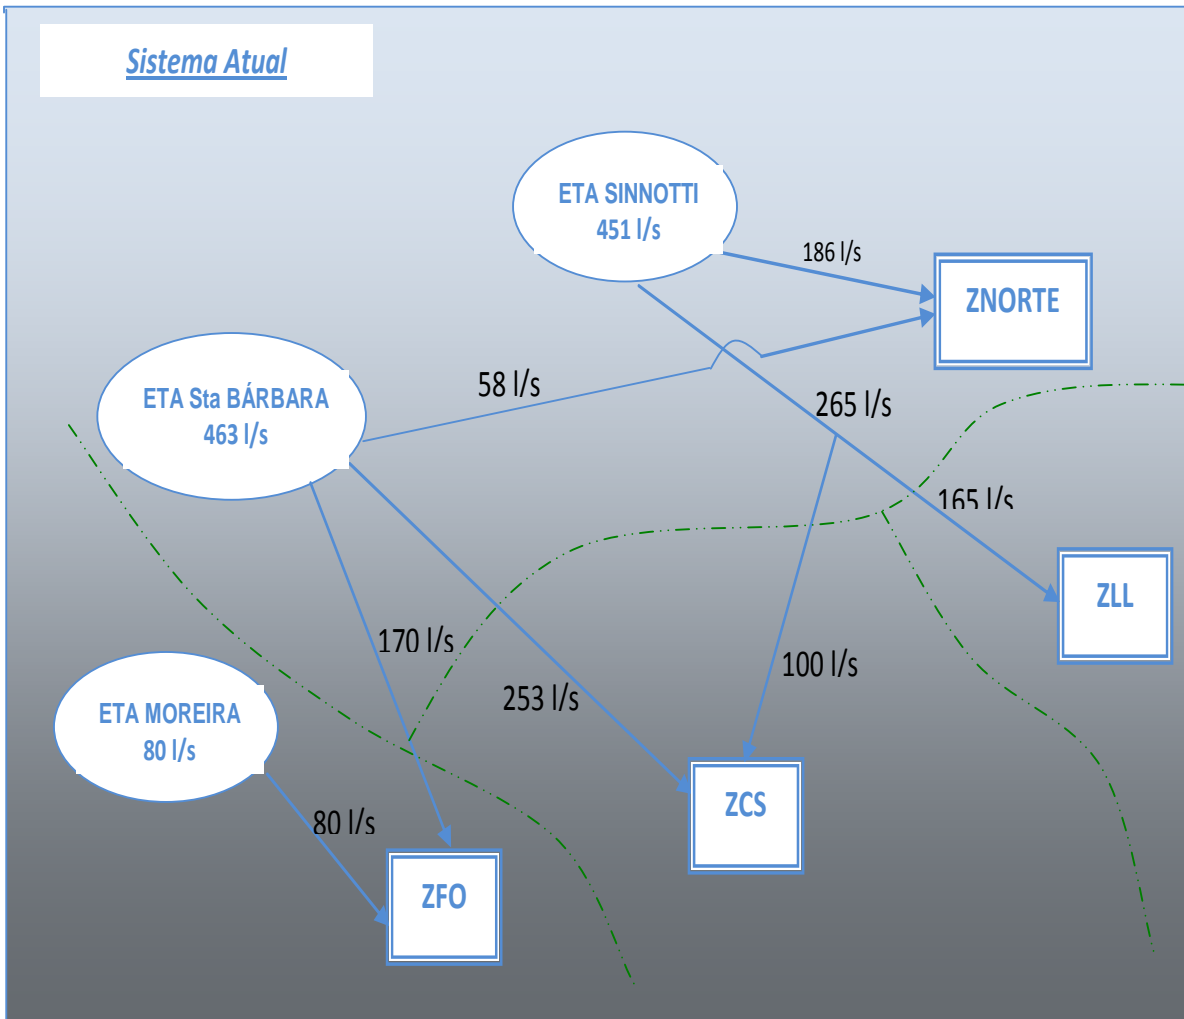 Sistema Atual
ETA SINNOTTI
451 l/s
186 l/s
ZNORTE
ETA Sta BÁRBARA
463 l/s
58 l/s
265 l/s
165 l/s
ZLL
170 l/s
253 l/s
100 l/s
ETA MOREIRA
80 l/s
80 l/s
ZCS
ZFO